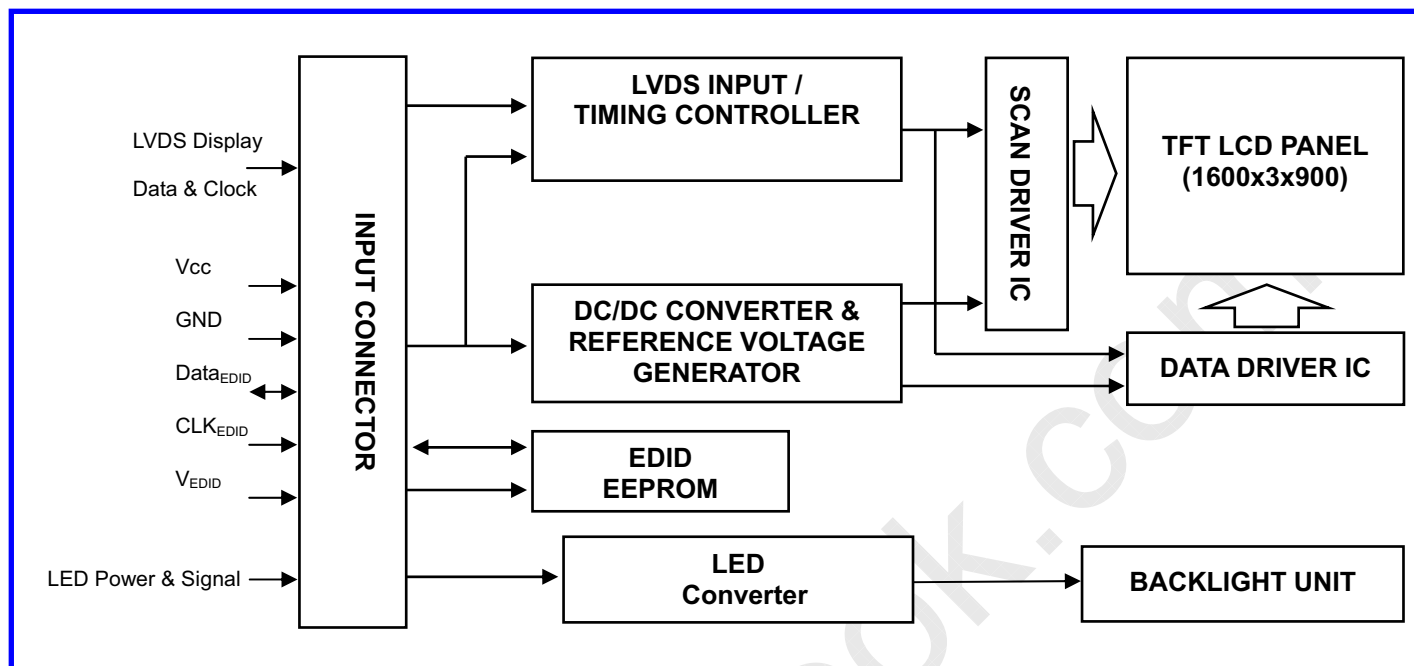 LVDS Display
Data & Clock
Vcc
GND
DataEDID
CLKEDID
VEDID
LED Power & Signal
INPUT CONNECTOR
LVDS INPUT /
TIMING CONTROLLER
DC/DC CONVERTER &
REFERENCE VOLTAGE
GENERATOR
EDID
EEPROM
LED
Converter
SCAN DRIVER IC
TFT LCD PANEL
(1600x3x900)
DATA DRIVER IC
BACKLIGHT UNIT
ok.com